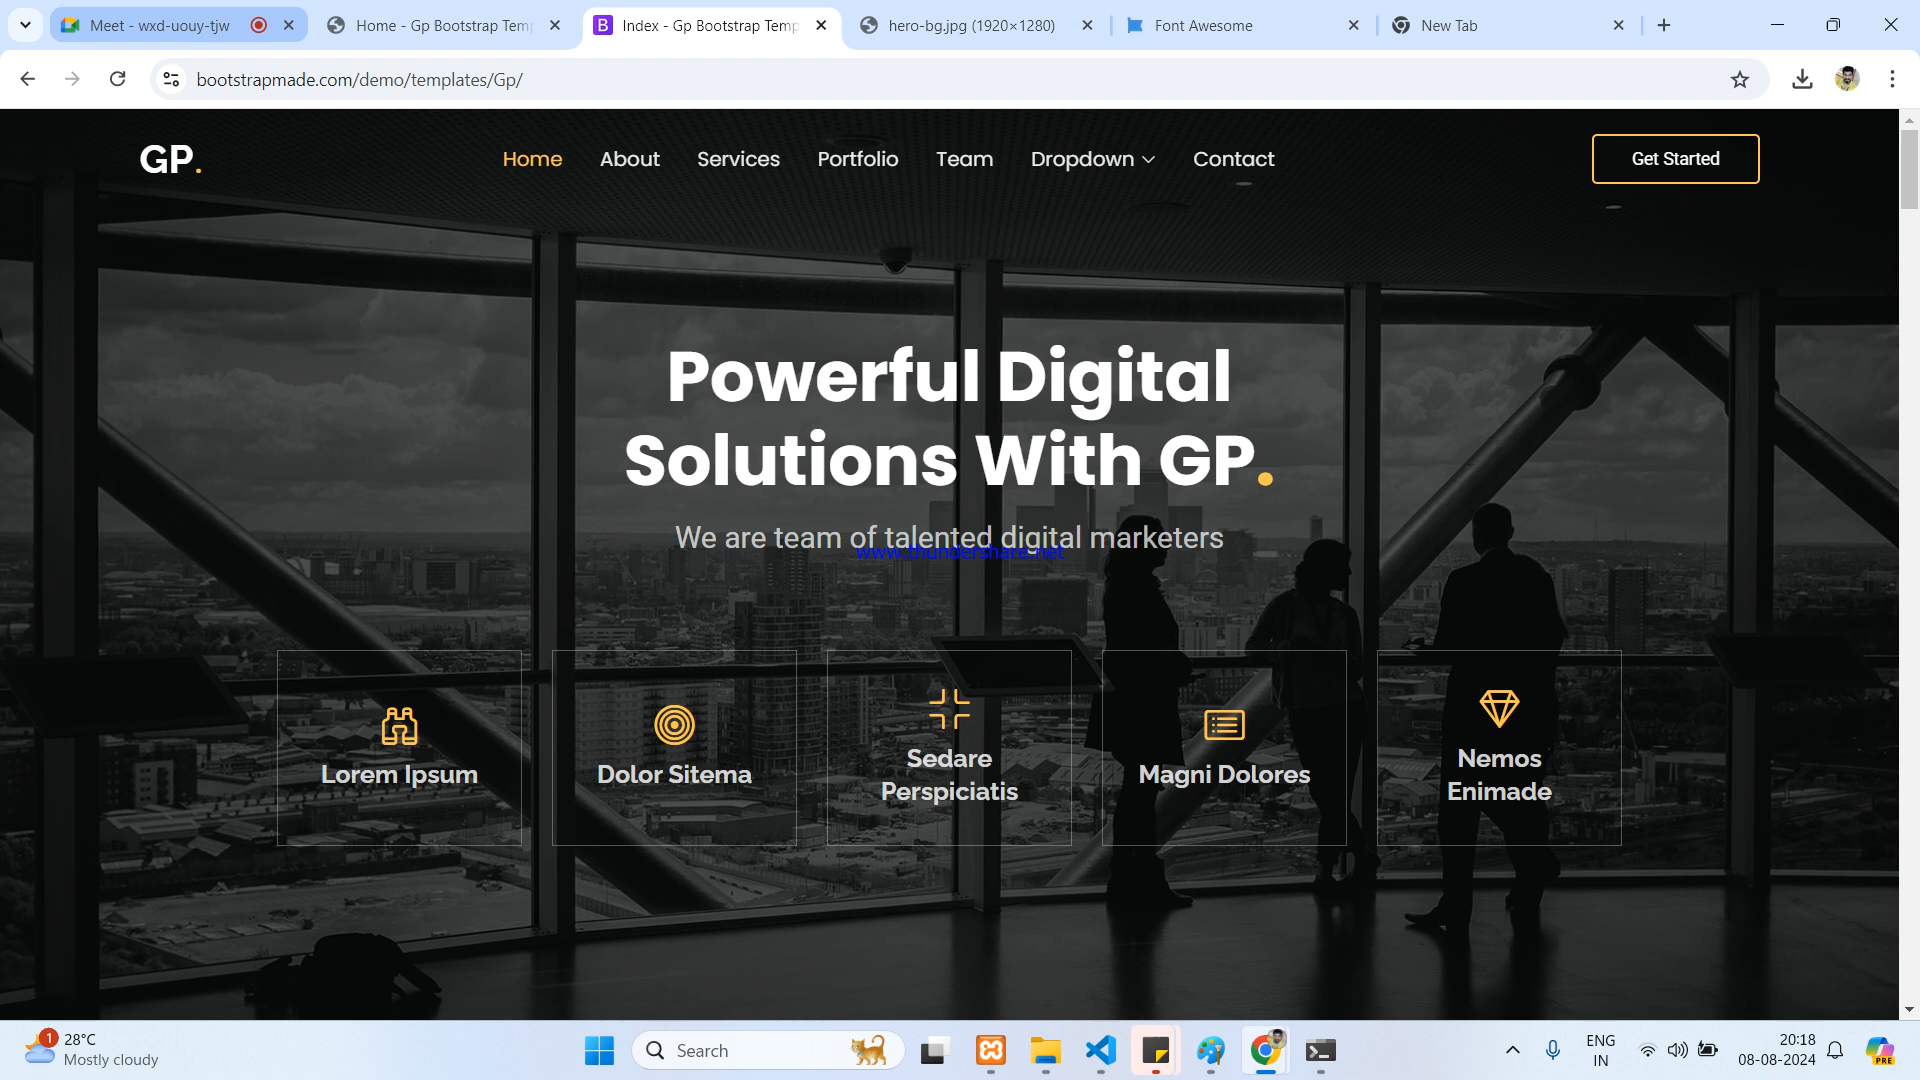 Meet - wxd-uouy-tjw
Home - Gp Bootstrap Temp
Index - Gp Bootstrap Temp
hero-bg.jpg (1920×1280)
Font Awesome
New Tab
bootstrapmade.com/demo/templates/Gp/
GP.
Home
About
Services
Portfolio
Team
Dropdown
Contact
Get Started
Powerful Digital
Solutions With GP.
We are team of talented digital marketers
www.thundershare.net
Lorem Ipsum
Dolor Sitema
Sedare
Perspiciatis
Magni Dolores
Nemos
Enimade
1
28°C
Mostly cloudy
Search
ENG
IN
20:18
08-08-2024
PRE